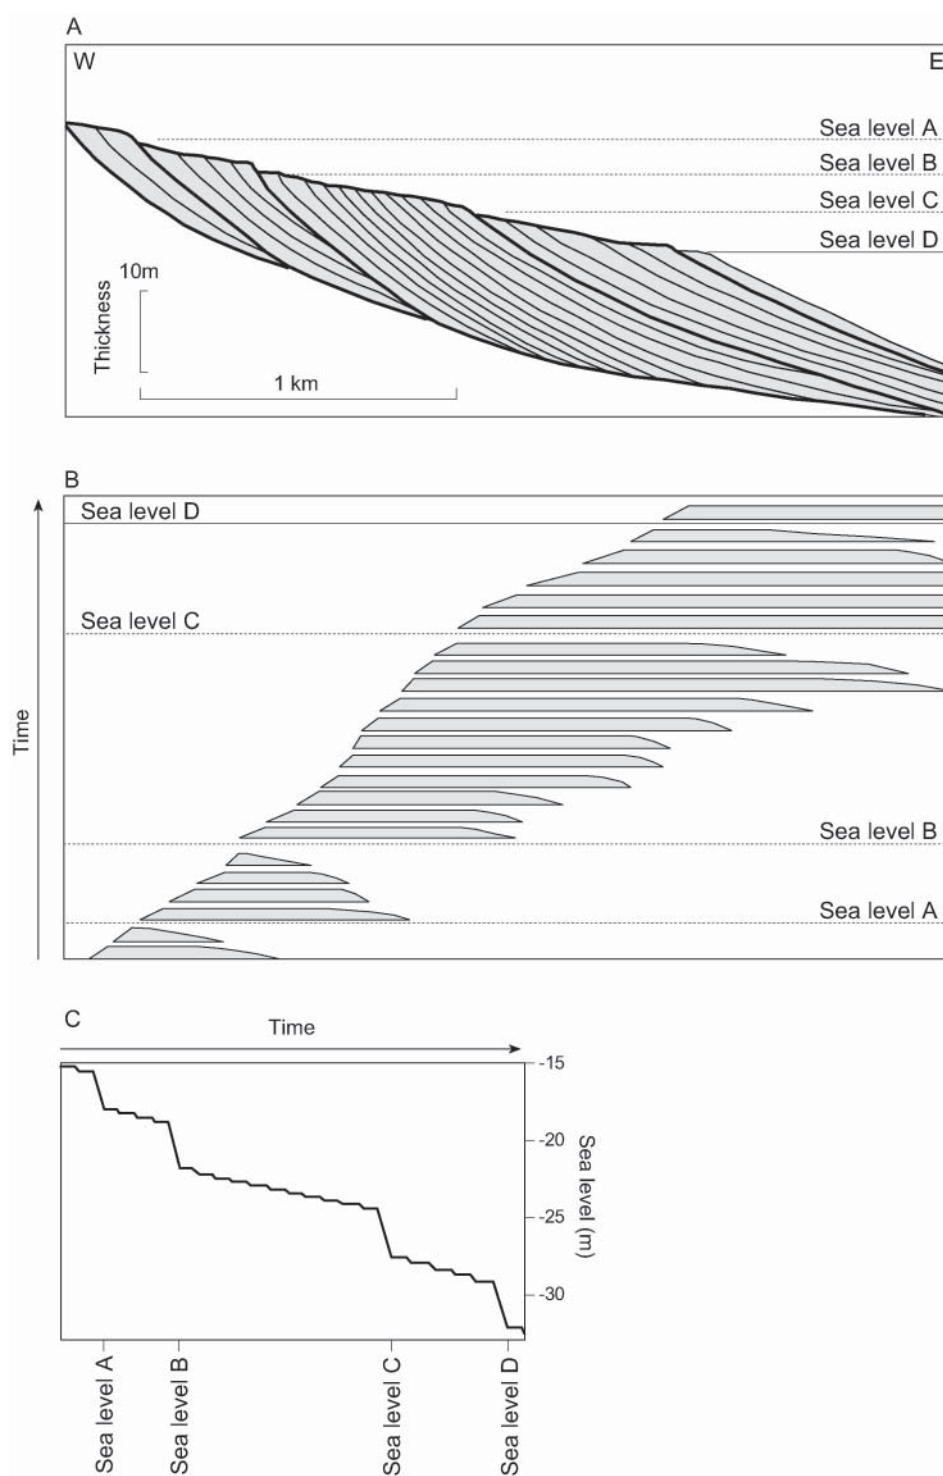 A
W
E
Sea level A
Sea level B
Sea level C
Sea level D
10m
Thickness
1 km
B
Sea level D
Sea level C
Time
Sea level B
Sea level A
C
Time
-15
-20
-25
-30
Sea level (m)
Sea level A
Sea level B
Sea level C
Sea level D